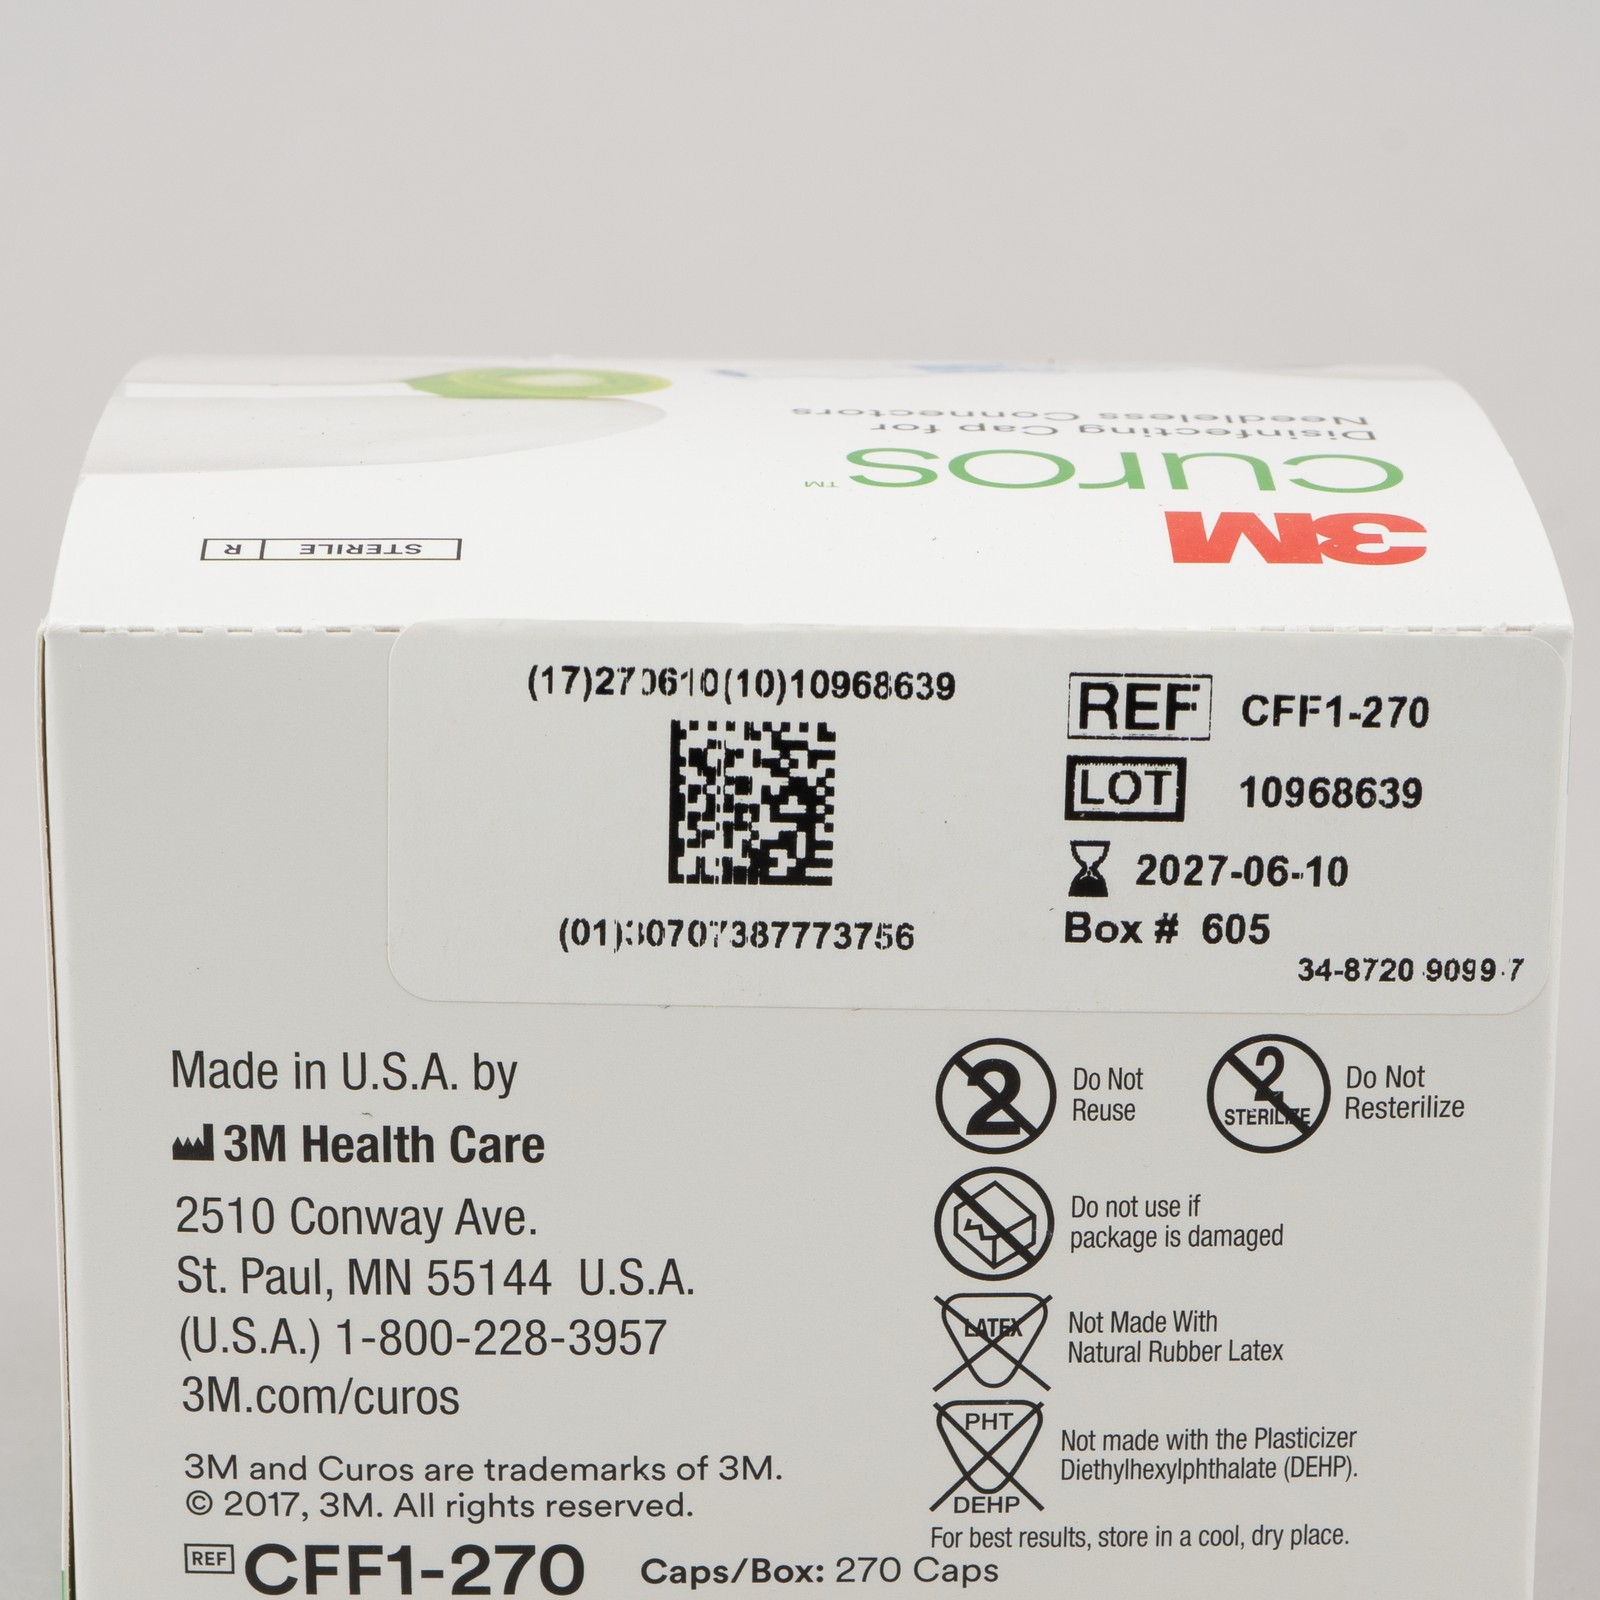 Needleless Connectors
Disinfecting Cap for
curos™
3M
STERILE R
(17)270610(10)10968639
(01)30707387773756
REF CFF1-270
LOT 10968639
2027-06-10
Box # 605
34-8720-9099-7
Made in U.S.A. by
3M Health Care
2510 Conway Ave.
St. Paul, MN 55144 U.S.A.
(U.S.A.) 1-800-228-3957
3M.com/curos
3M and Curos are trademarks of 3M.
© 2017, 3M. All rights reserved.
REF CFF1-270
Caps/Box: 270 Caps
2
Do Not
Reuse
2
STERILIZE
Do Not
Resterilize
Do not use if
package is damaged
LATEX
Not Made With
Natural Rubber Latex
PHT
DEHP
Not made with the Plasticizer
Diethylhexylphthalate (DEHP).
For best results, store in a cool, dry place.